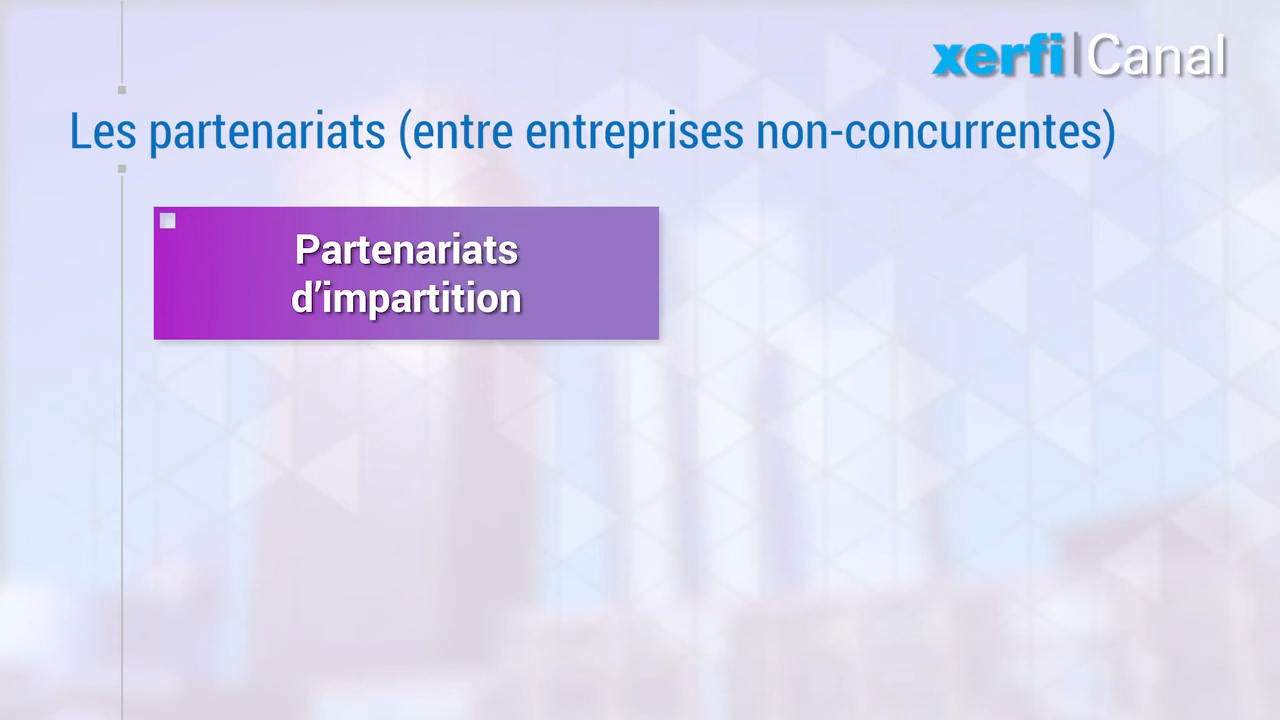 xerfi|Canal
Les partenariats (entre entreprises non-concurrentes)
Partenariats
d’impartition